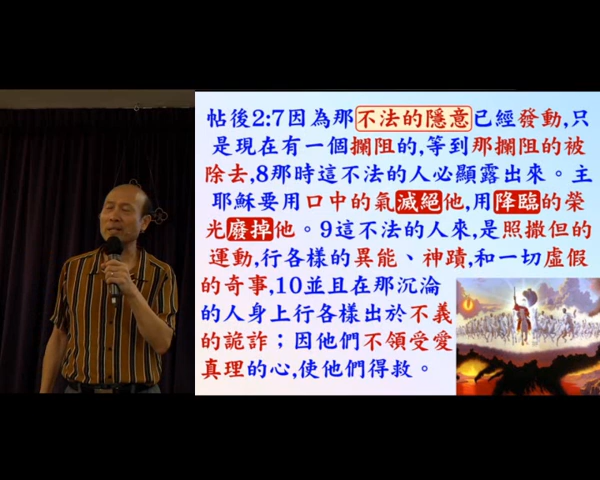 帖後2:7因為那不法的隱意已經發動,只
是現在有一個攔阻的,等到那攔阻的被
除去,8那時這不法的人必顯露出來。主
耶穌要用口中的氣滅絕他,用降臨的榮
光廢掉他。9這不法的人來,是照撒但的
運動,行各樣的異能、神蹟,和一切虛假
的奇事,10並且在那沉淪
的人身上行各樣出於不義
的詭詐；因他們不領受愛
真理的心,使他們得救。